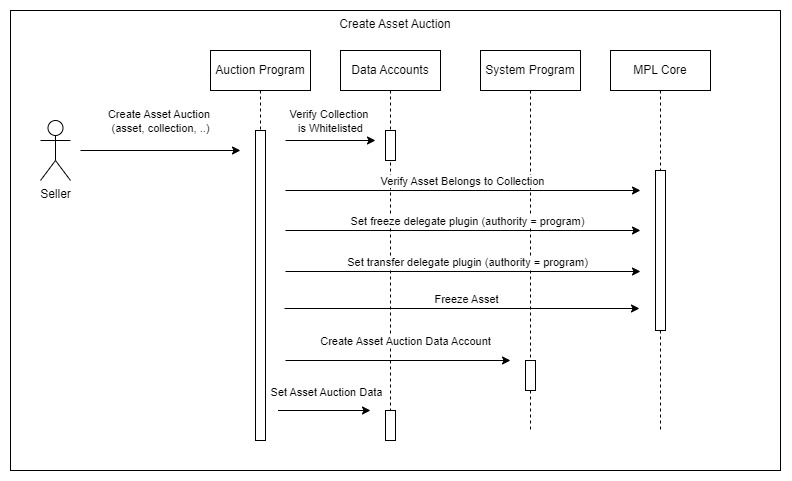 Create Asset Auction
Auction Program
Data Accounts
System Program
MPL Core
Create Asset Auction
(asset, collection, ..)
Verify Collection
is Whitelisted
Seller
Verify Asset Belongs to Collection
Set freeze delegate plugin (authority = program)
Set transfer delegate plugin (authority = program)
Freeze Asset
Create Asset Auction Data Account
Set Asset Auction Data